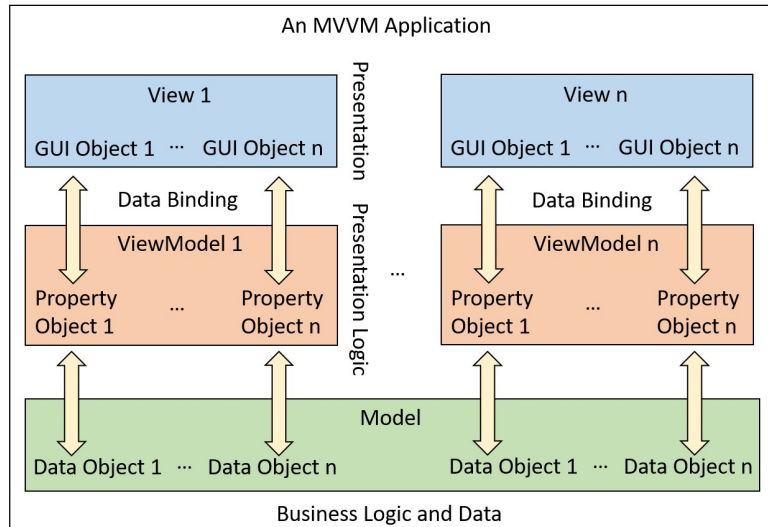 An MVVM Application
View 1
GUI Object 1 ... GUI Object n
Presentation
View n
GUI Object 1 ... GUI Object n
Data Binding
Data Binding
ViewModel 1
Property
Object 1
...
Property
Object n
Presentation Logic
...
ViewModel n
Property
Object 1
...
Property
Object n
Model
Data Object 1 ... Data Object n
Data Object 1 ... Data Object n
Business Logic and Data